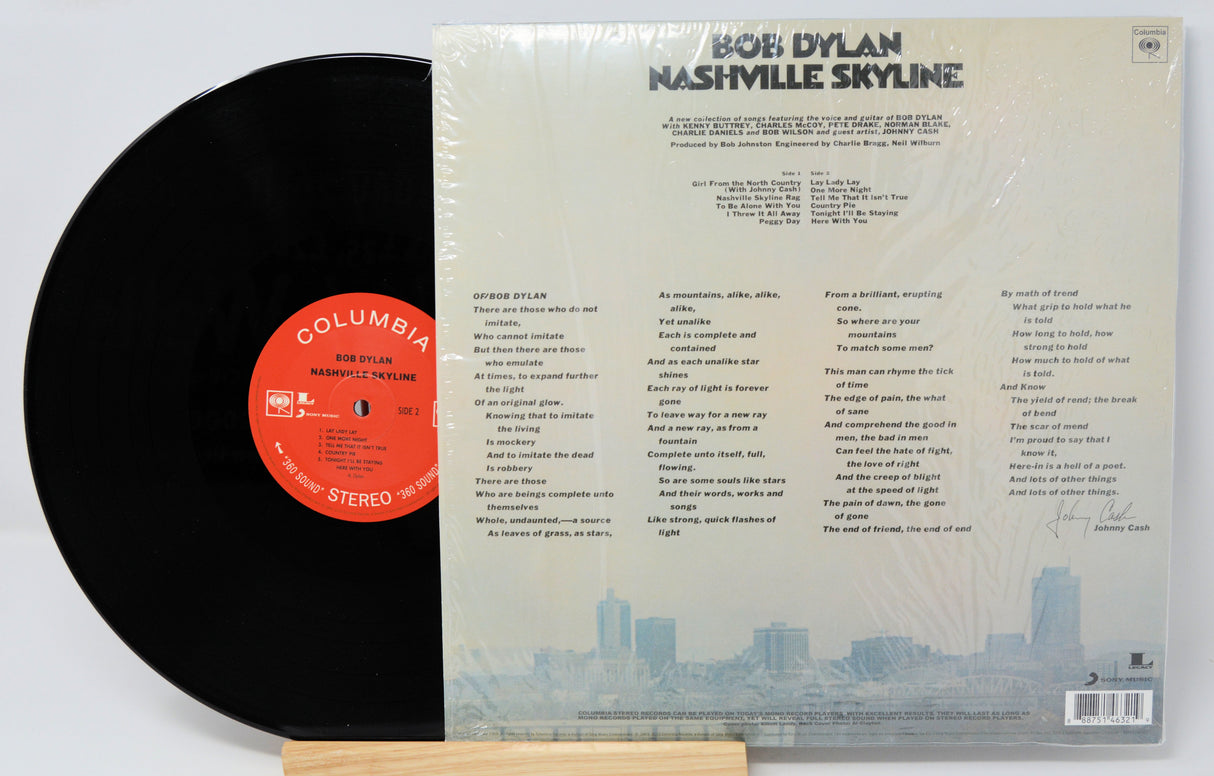 COLUMBIA
BOB DYLAN
NASHVILLE SKYLINE
LEGACY
SONY MUSIC
SIDE 2
1. LAY LADY LAY
2. ONE MORE NIGHT
3. TELL ME THAT IT ISN'T TRUE
4. COUNTRY PIE
5. TONIGHT I'LL BE STAYING
HERE WITH YOU
"360 SOUND" STEREO "360 SOUND"
BOB DYLAN
NASHVILLE SKYLINE
Columbia
A new collection of songs featuring the voice and guitar of BOB DYLAN
With KENNY BUTTREY, CHARLES McCOY, PETE DRAKE, NORMAN BLAKE,
CHARLIE DANIELS and BOB WILSON and guest artist, JOHNNY CASH
Produced by Bob Johnston Engineered by Charlie Bragg, Neil Wilburn
Side 1
Girl From the North Country
(With Johnny Cash)
Nashville Skyline Rag
To Be Alone With You
I Threw It All Away
Peggy Day
Side 2
Lay Lady Lay
One More Night
Tell Me That It Isn't True
Country Pie
Tonight I'll Be Staying
Here With You
OF/BOB DYLAN
There are those who do not
imitate,
Who cannot imitate
But then there are those
who emulate
At times, to expand further
the light
Of an original glow.
Knowing that to imitate
the living
Is mockery
And to imitate the dead
Is robbery
There are those
Who are beings complete unto
themselves
Whole, undaunted,—a source
As leaves of grass, as stars,
As mountains, alike, alike,
alike,
Yet unalike
Each is complete and
contained
And as each unalike star
shines
Each ray of light is forever
gone
To leave way for a new ray
And a new ray, as from a
fountain
Complete unto itself, full,
flowing.
So are some souls like stars
And their words, works and
songs
Like strong, quick flashes of
light
From a brilliant, erupting
cone.
So where are your
mountains
To match some men?
This man can rhyme the tick
of time
The edge of pain, the what
of sane
And comprehend the good in
men, the bad in men
Can feel the hate of fight,
the love of right
And the creep of blight
at the speed of light
The pain of dawn, the gone
of gone
The end of friend, the end of end
By math of trend
What grip to hold what he
is told
How long to hold, how
strong to hold
How much to hold of what
is told.
And Know
The yield of rend; the break
of bend
The scar of mend
I'm proud to say that I
know it,
Here-in is a hell of a poet.
And lots of other things
And lots of other things.
Johnny Cash
Johnny Cash
LEGACY
SONY MUSIC
COLUMBIA STEREO RECORDS CAN BE PLAYED ON TODAY'S MONO RECORD PLAYERS WITH EXCELLENT RESULTS. THEY WILL LAST AS LONG AS
MONO RECORDS PLAYED ON THE SAME EQUIPMENT, YET WILL REVEAL FULL STEREO SOUND WHEN PLAYED ON STEREO RECORD PLAYERS.
Cover photo: Elliott Landy, Back Cover Photo: Al Clayton
8 88751 46321